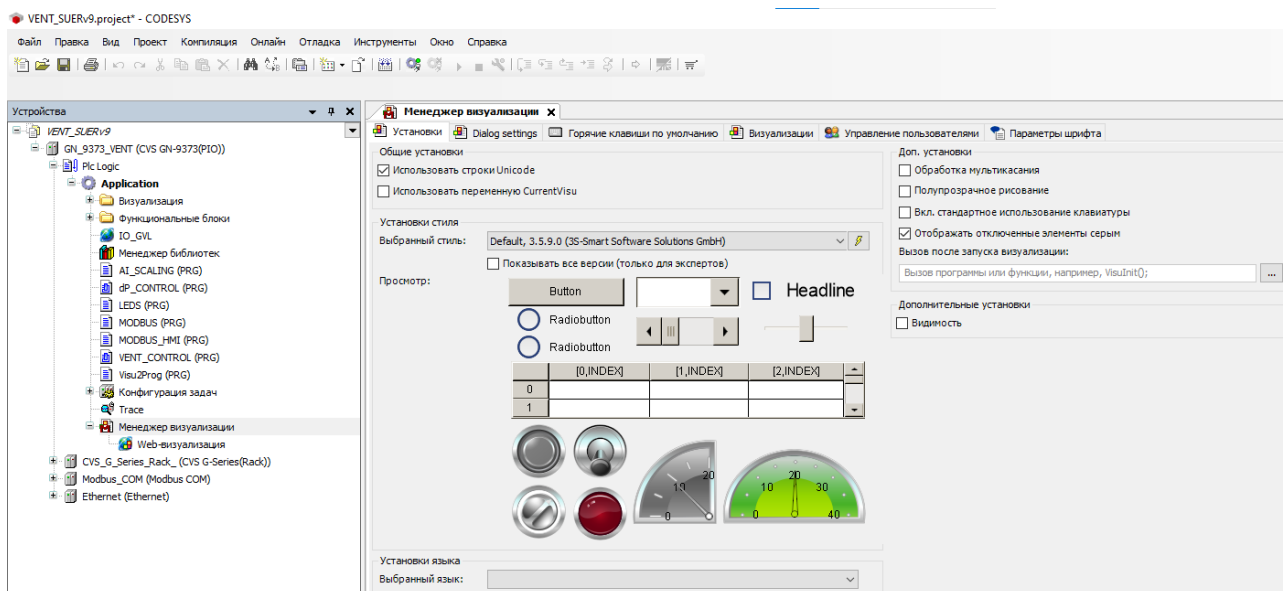 VENT_SUERv9.project* - CODESYS
Файл Правка Вид Проект Компиляция Онлайн Отладка Инструменты Окно Справка
Устройства
VENT_SUERv9
GN_9373_VENT (CVS GN-9373(PIO))
Plc Logic
Application
Визуализация
Функциональные блоки
IO_GVL
Менеджер библиотек
AI_SCALING (PRG)
dP_CONTROL (PRG)
LEDS (PRG)
MODBUS (PRG)
MODBUS_HMI (PRG)
VENT_CONTROL (PRG)
Visu2Prog (PRG)
Конфигурация задач
Trace
Менеджер визуализации
Web-визуализация
CVS_G_Series_Rack_ (CVS G-Series(Rack))
Modbus_COM (Modbus COM)
Ethernet (Ethernet)
Менеджер визуализации
Установки Dialog settings Горячие клавиши по умолчанию Визуализации Управление пользователями Параметры шрифта
Общие установки
Использовать строки Unicode
Использовать переменную CurrentVisu
Установки стиля
Выбранный стиль: Default, 3.5.9.0 (3S-Smart Software Solutions GmbH)
Показывать все версии (только для экспертов)
Просмотр:
Button Headline
Radiobutton
Radiobutton
[0,INDEX] [1,INDEX] [2,INDEX]
0
1
0 10 20
0 10 20 30 40
Установки языка
Выбранный язык:
Доп. установки
Обработка мультикасания
Полупрозрачное рисование
Вкл. стандартное использование клавиатуры
Отображать отключенные элементы серым
Вызов после запуска визуализации:
Вызов программы или функции, например, VisuInit();
...
Дополнительные установки
Видимость